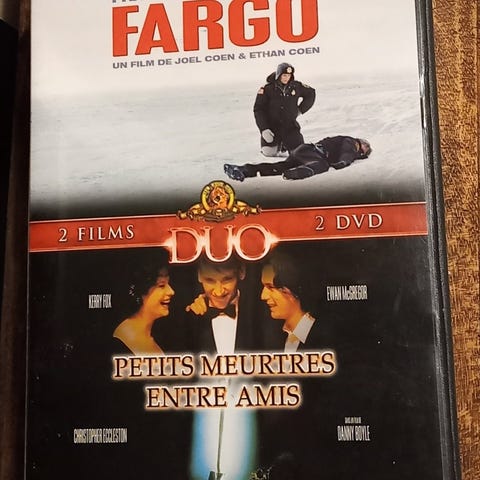 FARGO
UN FILM DE JOEL COEN & ETHAN COEN
2 FILMS
DUO
2 DVD
KERRY FOX
EWAN McGREGOR
PETITS MEURTRES
ENTRE AMIS
CHRISTOPHER ECCLESTON
DANNY BOYLE